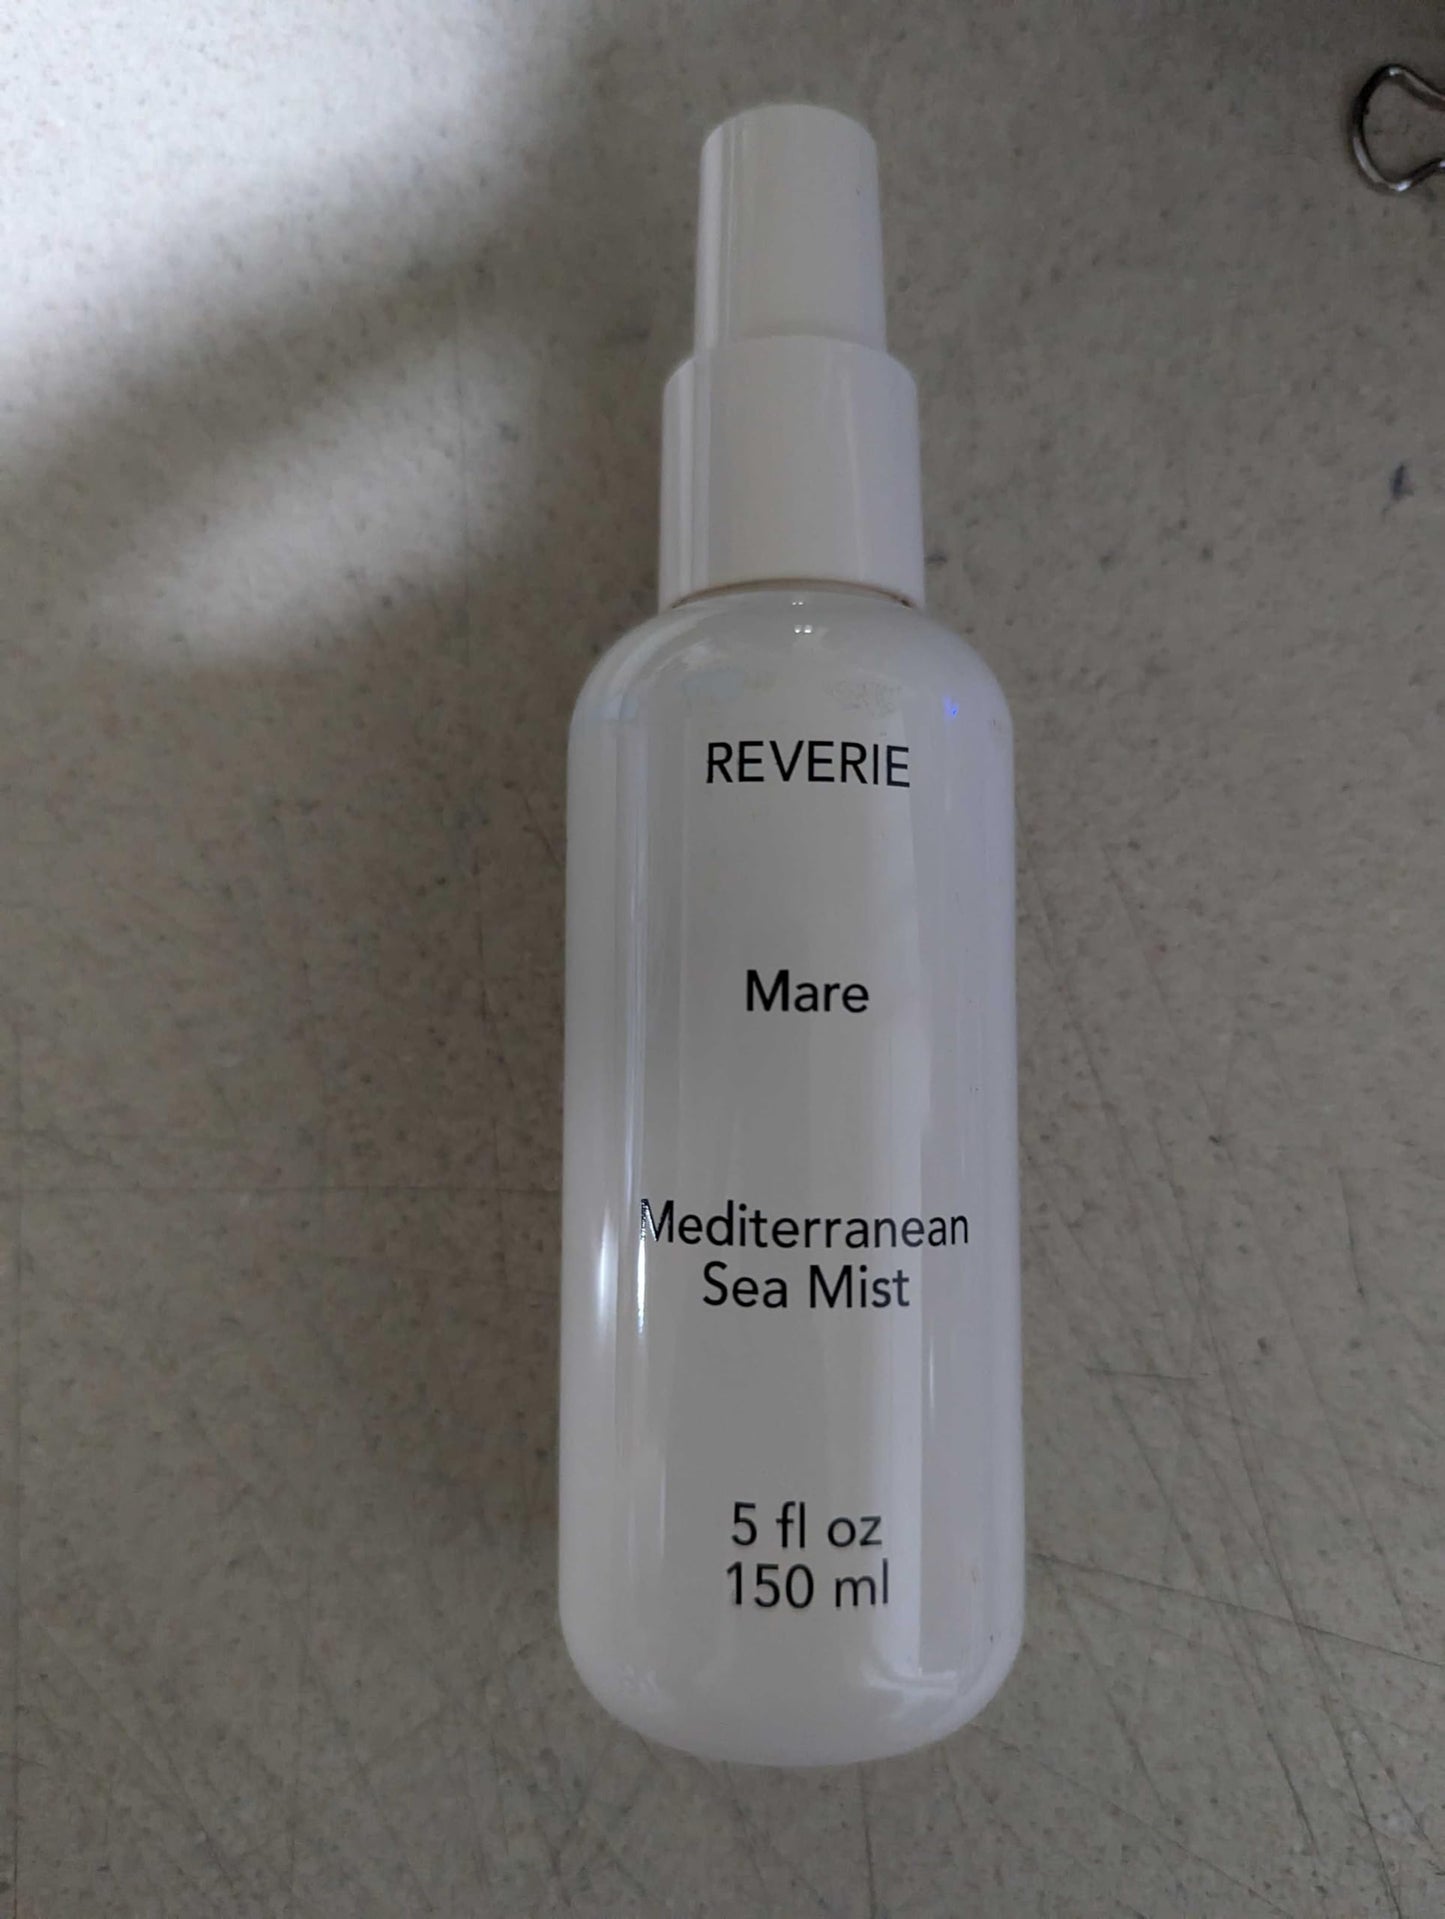 REVERIE
Mare
Mediterranean
Sea Mist
5 fl oz
150 ml